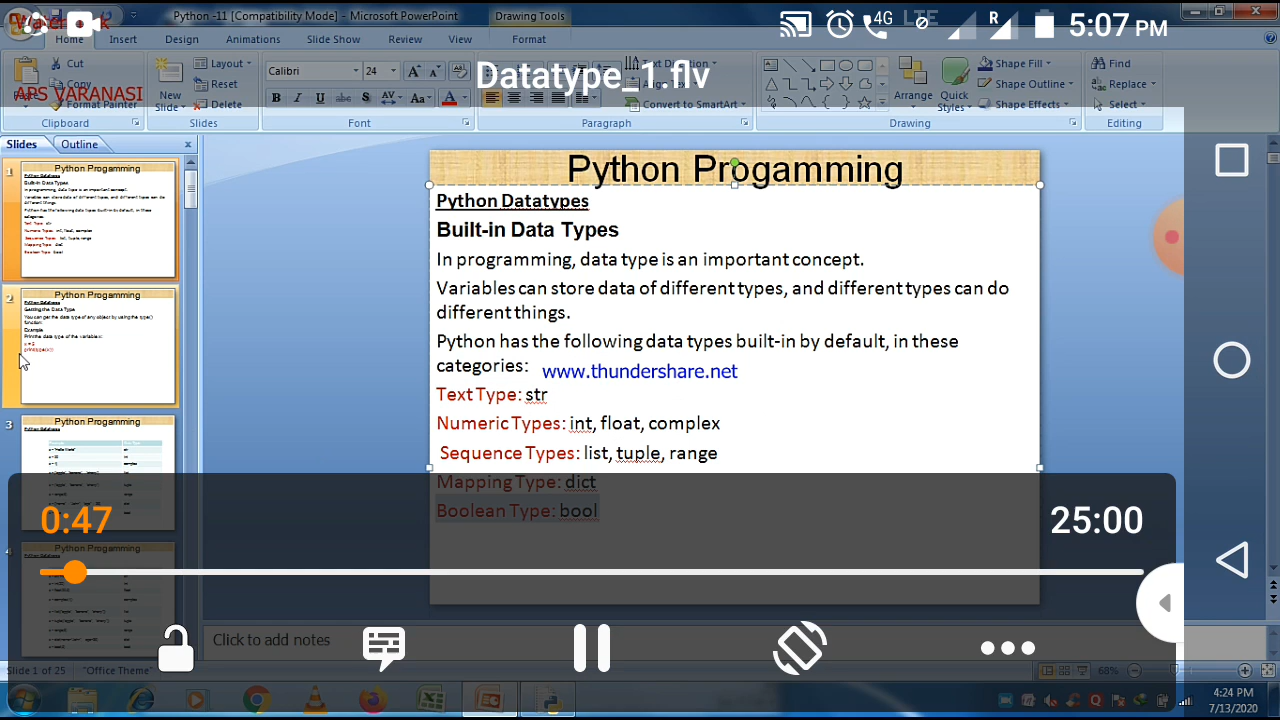 Python -11 [Compatibility Mode] - Microsoft PowerPoint
Drawing Tools
4G
LTE
R
5:07 PM
Home
Insert
Design
Animations
Slide Show
Review
View
Format
Datatype_1.flv
Cut
Copy
Format Painter
APS VARANASI
Clipboard
New
Slide
Layout
Delete
Slides
Calibri
24
Font
Convert to SmartArt
Paragraph
Arrange
Quick
Styles
Shape Fill
Shape Outline
Shape Effects
Drawing
Find
Replace
Select
Editing
Slides
Outline
1
2
3
4
Python Progamming
Python Datatypes
Built-in Data Types
In programming, data type is an important concept.
Variables can store data of different types, and different types can do
different things.
Python has the following data types built-in by default, in these
categories:
www.thundershare.net
Text Type: str
Numeric Types: int, float, complex
Sequence Types: list, tuple, range
Mapping Type: dict
Boolean Type: bool
0:47
25:00
Click to add notes
Slide 1 of 25
"Office Theme"
68%
4:24 PM
7/13/2020